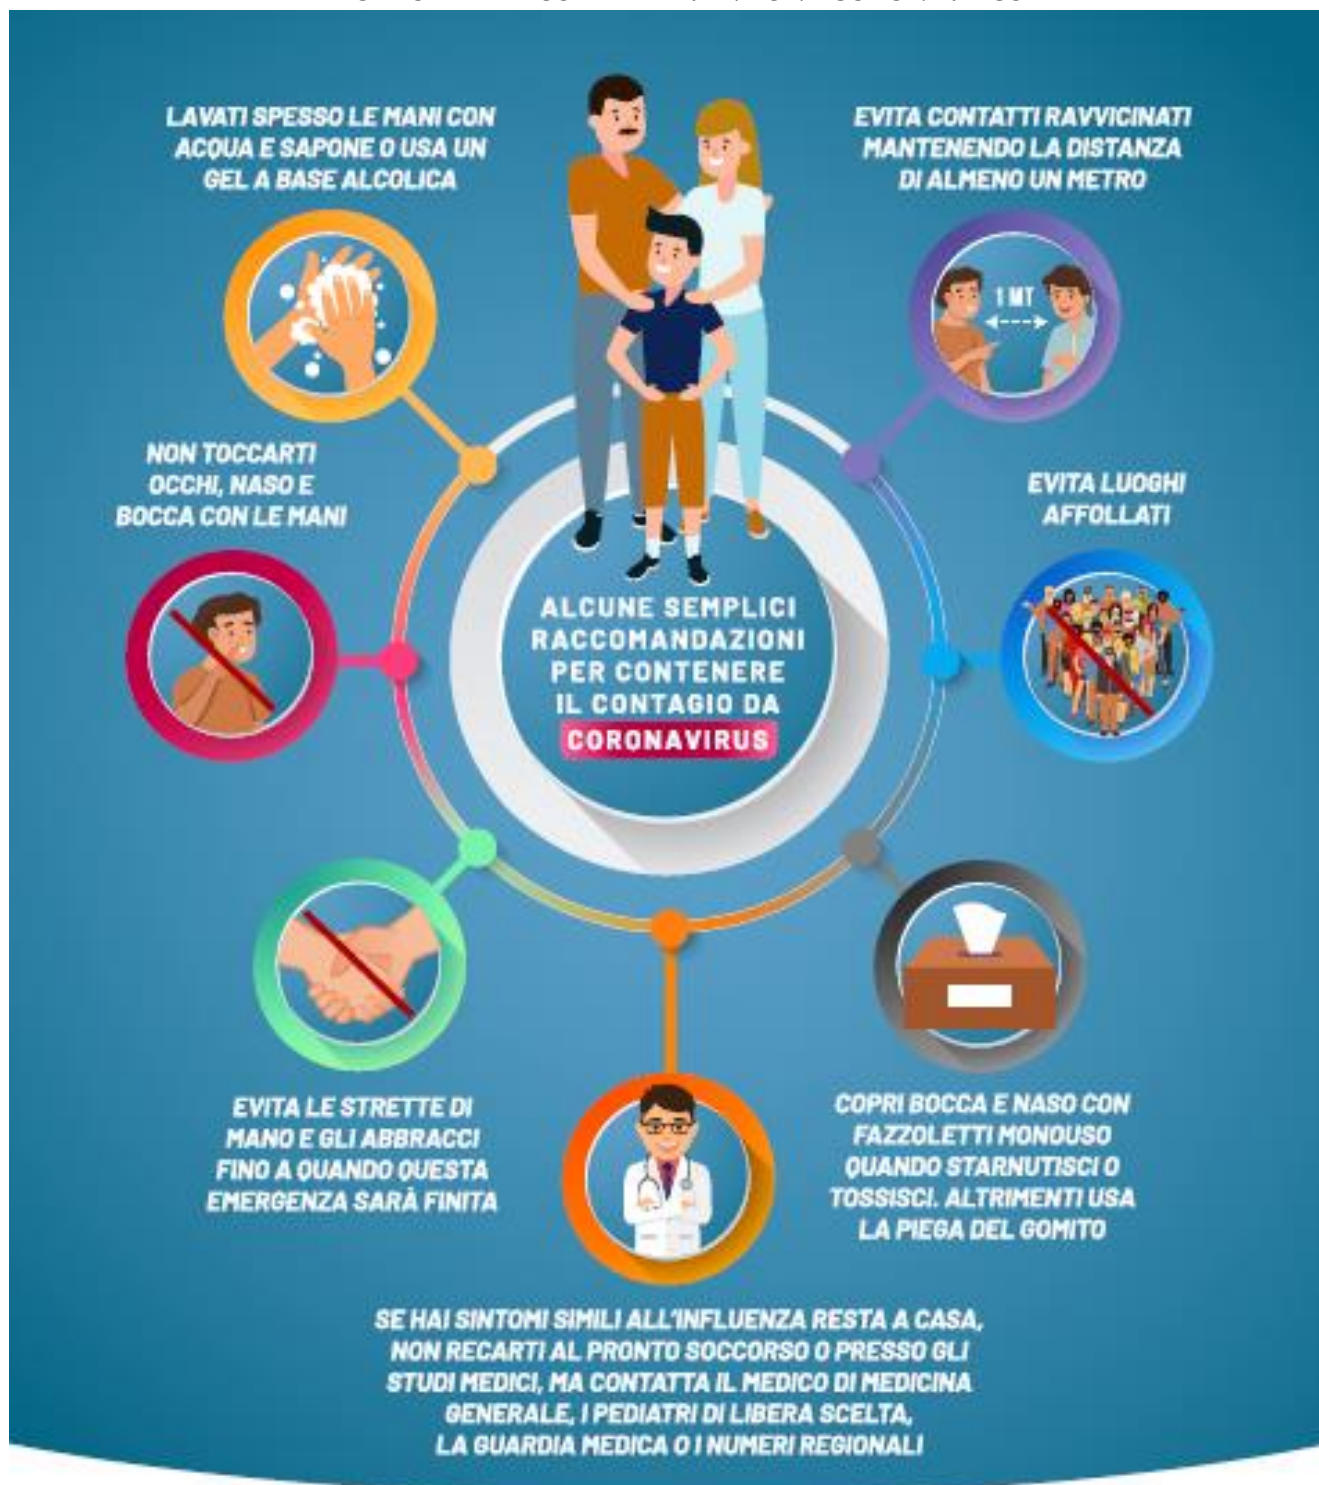 LAVATI SPESSO LE MANI CON
ACQUA E SAPONE O USA UN
GEL A BASE ALCOLICA
EVITA CONTATTI RAVVICINATI
MANTENENDO LA DISTANZA
DI ALMENO UN METRO
1 MT
NON TOCCARTI
OCCHI, NASO E
BOCCA CON LE MANI
EVITA LUOGHI
AFFOLLATI
ALCUNE SEMPLICI
RACCOMANDAZIONI
PER CONTENERE
IL CONTAGIO DA
CORONAVIRUS
EVITA LE STRETTE DI
MANO E GLI ABBRACCI
FINO A QUANDO QUESTA
EMERGENZA SARÀ FINITA
COPRI BOCCA E NASO CON
FAZZOLETTI MONOUSO
QUANDO STARNUTISCI O
TOSSISCI. ALTRIMENTI USA
LA PIEGA DEL GOMITO
SE HAI SINTOMI SIMILI ALL'INFLUENZA RESTA A CASA,
NON RECARTI AL PRONTO SOCCORSO O PRESSO GLI
STUDI MEDICI, MA CONTATTA IL MEDICO DI MEDICINA
GENERALE, I PEDIATRI DI LIBERA SCELTA,
LA GUARDIA MEDICA O I NUMERI REGIONALI